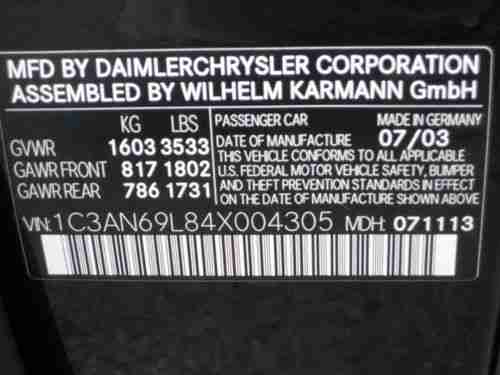 MFD BY DAIMLERCHRYSLER CORPORATION
ASSEMBLED BY WILHELM KARMANN GmbH
KG LBS
GVWR 1603 3533
GAWR FRONT 817 1802
GAWR REAR 786 1731
PASSENGER CAR MADE IN GERMANY
DATE OF MANUFACTURE 07/03
THIS VEHICLE CONFORMS TO ALL APPLICABLE
U.S.FEDERAL MOTOR VEHICLE SAFETY, BUMPER
AND THEFT PREVENTION STANDARDS IN EFFECT
ON THE DATE OF MANUFACTURE SHOWN ABOVE
VIN: 1C3AN69L84X004305 MDH: 071113